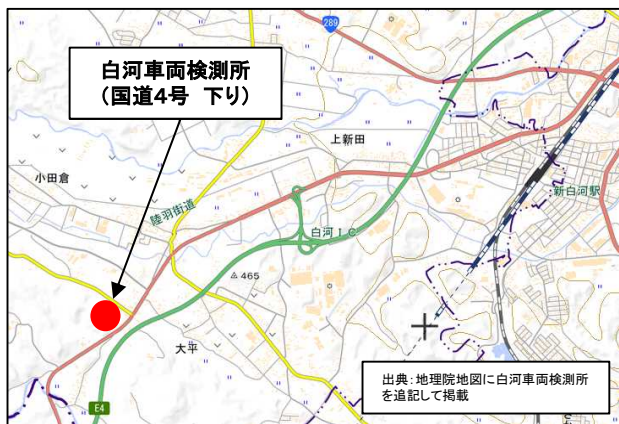 289
白河車両検測所
（国道4号　下り）
上新田
小田倉
陸羽街道
新白河駅
白河 I.C.
465
大平
出典：地理院地図に白河車両検測所
を追記して掲載
E4